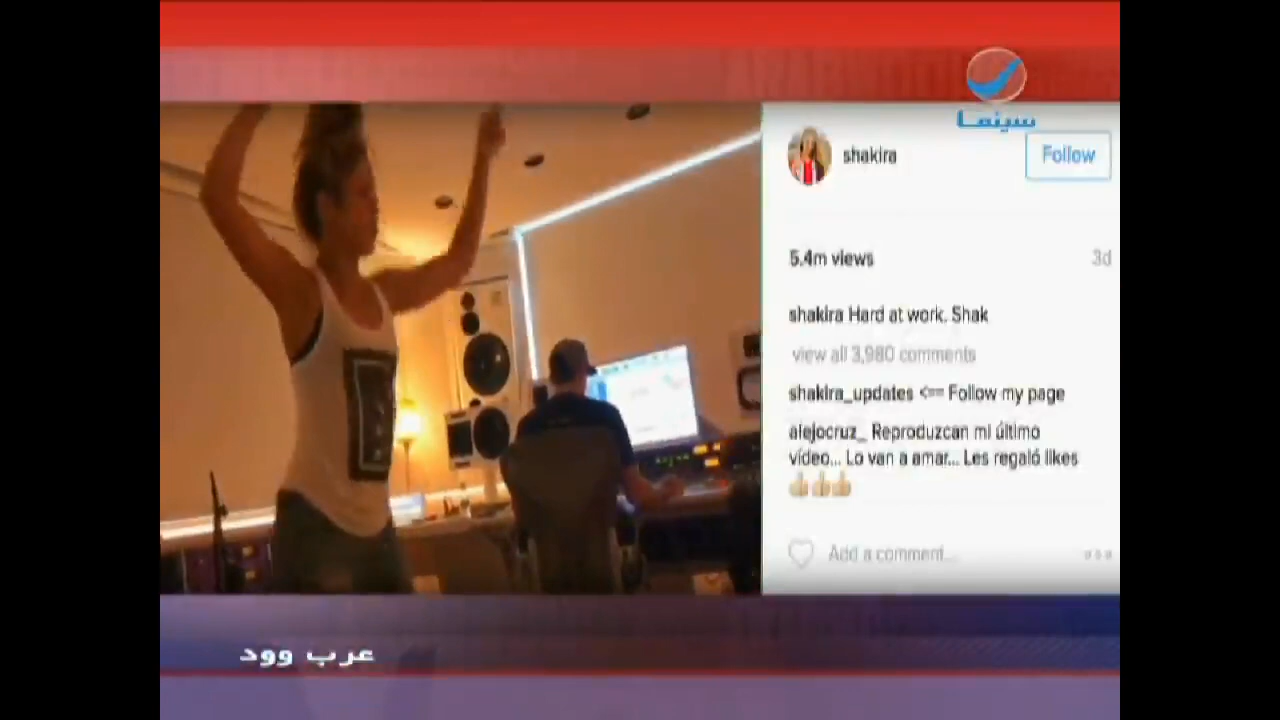 سينما
shakira
Follow
5.4m views
3d
shakira Hard at work. Shak
view all 3,980 comments
shakira_updates <== Follow my page
alejocruz_ Reproduzcan mi último
vídeo... Lo van a amar... Les regaló likes
👍🏼👍🏼👍🏼
Add a comment...
عرب وود